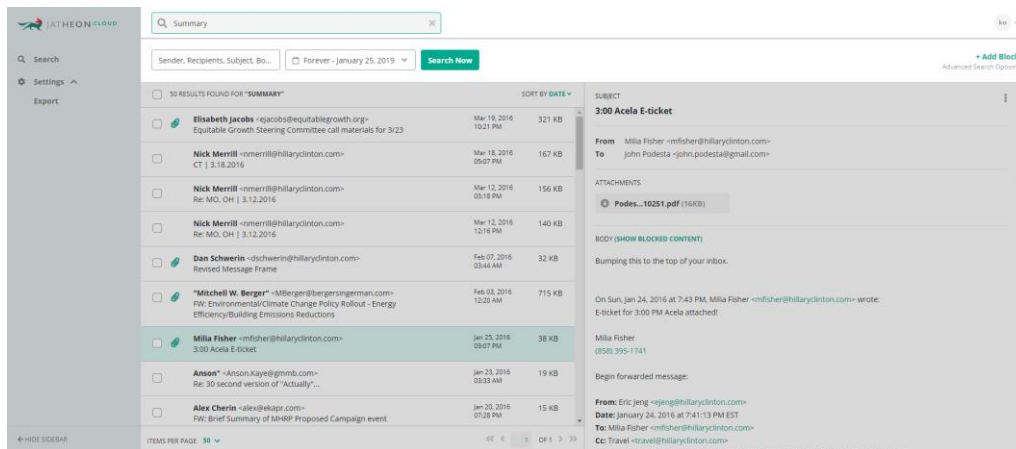 JATHEON CLOUD
Summary
ko
Search
Settings
Export
Sender, Recipients, Subject, Bo...
Forever - January 25, 2019
Search Now
+ Add Block
Advanced Search Option
50 RESULTS FOUND FOR "SUMMARY"
SORT BY DATE
Elisabeth Jacobs <ejacobs@equitablegrowth.org>
Equitable Growth Steering Committee call materials for 3/23
Mar 19, 2016
10:21 PM
321 KB
Nick Merrill <nmerrill@hillaryclinton.com>
CT | 3.18.2016
Mar 18, 2016
05:07 PM
167 KB
Nick Merrill <nmerrill@hillaryclinton.com>
Re: MO, OH | 3.12.2016
Mar 12, 2016
03:18 PM
156 KB
Nick Merrill <nmerrill@hillaryclinton.com>
Re: MO, OH | 3.12.2016
Mar 12, 2016
12:16 PM
140 KB
Dan Schwerin <dschwerin@hillaryclinton.com>
Revised Message Frame
Feb 07, 2016
03:44 AM
32 KB
"Mitchell W. Berger" <MBerger@bergersingerman.com>
FW: Environmental/Climate Change Policy Rollout - Energy
Efficiency/Building Emissions Reductions
Feb 03, 2016
12:20 AM
715 KB
Milia Fisher <mfisher@hillaryclinton.com>
3:00 Acela E-ticket
Jan 25, 2016
03:07 PM
38 KB
Anson" <Anson.Kaye@gmmb.com>
Re: 30 second version of "Actually"...
Jan 23, 2016
03:33 AM
19 KB
Alex Cherin <alex@ekapr.com>
FW: Brief Summary of MHRP Proposed Campaign event
Jan 20, 2016
07:28 PM
15 KB
HIDE SIDEBAR
ITEMS PER PAGE 50
1 OF 1
SUBJECT
3:00 Acela E-ticket
From Milia Fisher <mfisher@hillaryclinton.com>
To john Podesta <john.podesta@gmail.com>
ATTACHMENTS
Podes...10251.pdf (16KB)
BODY (SHOW BLOCKED CONTENT)
Bumping this to the top of your inbox.
On Sun, Jan 24, 2016 at 7:43 PM, Milia Fisher <mfisher@hillaryclinton.com> wrote:
E-ticket for 3:00 PM Acela attached!
Milia Fisher
(858) 395-1741
Begin forwarded message:
From: Eric Jeng <ejeng@hillaryclinton.com>
Date: January 24, 2016 at 7:41:13 PM EST
To: Milia Fisher <mfisher@hillaryclinton.com>
Cc: Travel <travel@hillaryclinton.com>